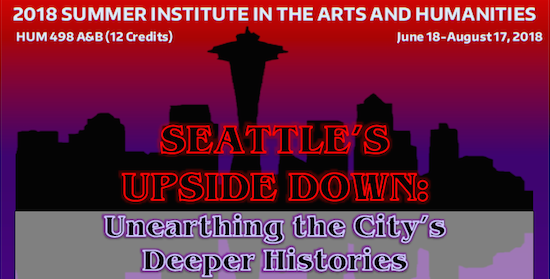 2018 SUMMER INSTITUTE IN THE ARTS AND HUMANITIES
HUM 498 A&B (12 Credits) June 18-August 17, 2018
SEATTLE'S
UPSIDE DOWN:
Unearthing the City's
Deeper Histories